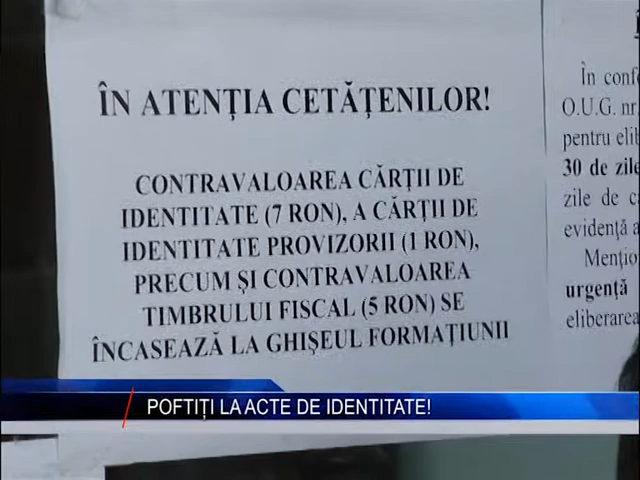 ÎN ATENȚIA CETĂȚENILOR!
CONTRAVALOAREA CĂRȚII DE
IDENTITATE (7 RON), A CĂRȚII DE
IDENTITATE PROVIZORII (1 RON),
PRECUM ȘI CONTRAVALOAREA
TIMBRULUI FISCAL (5 RON) SE
ÎNCASEAZĂ LA GHIȘEUL FORMAȚIUNII
În conf
O.U.G. nr.
pentru elib
30 de zile
zile de c
evidență a
Mențio
urgență
eliberarea
POFTIȚI LA ACTE DE IDENTITATE!